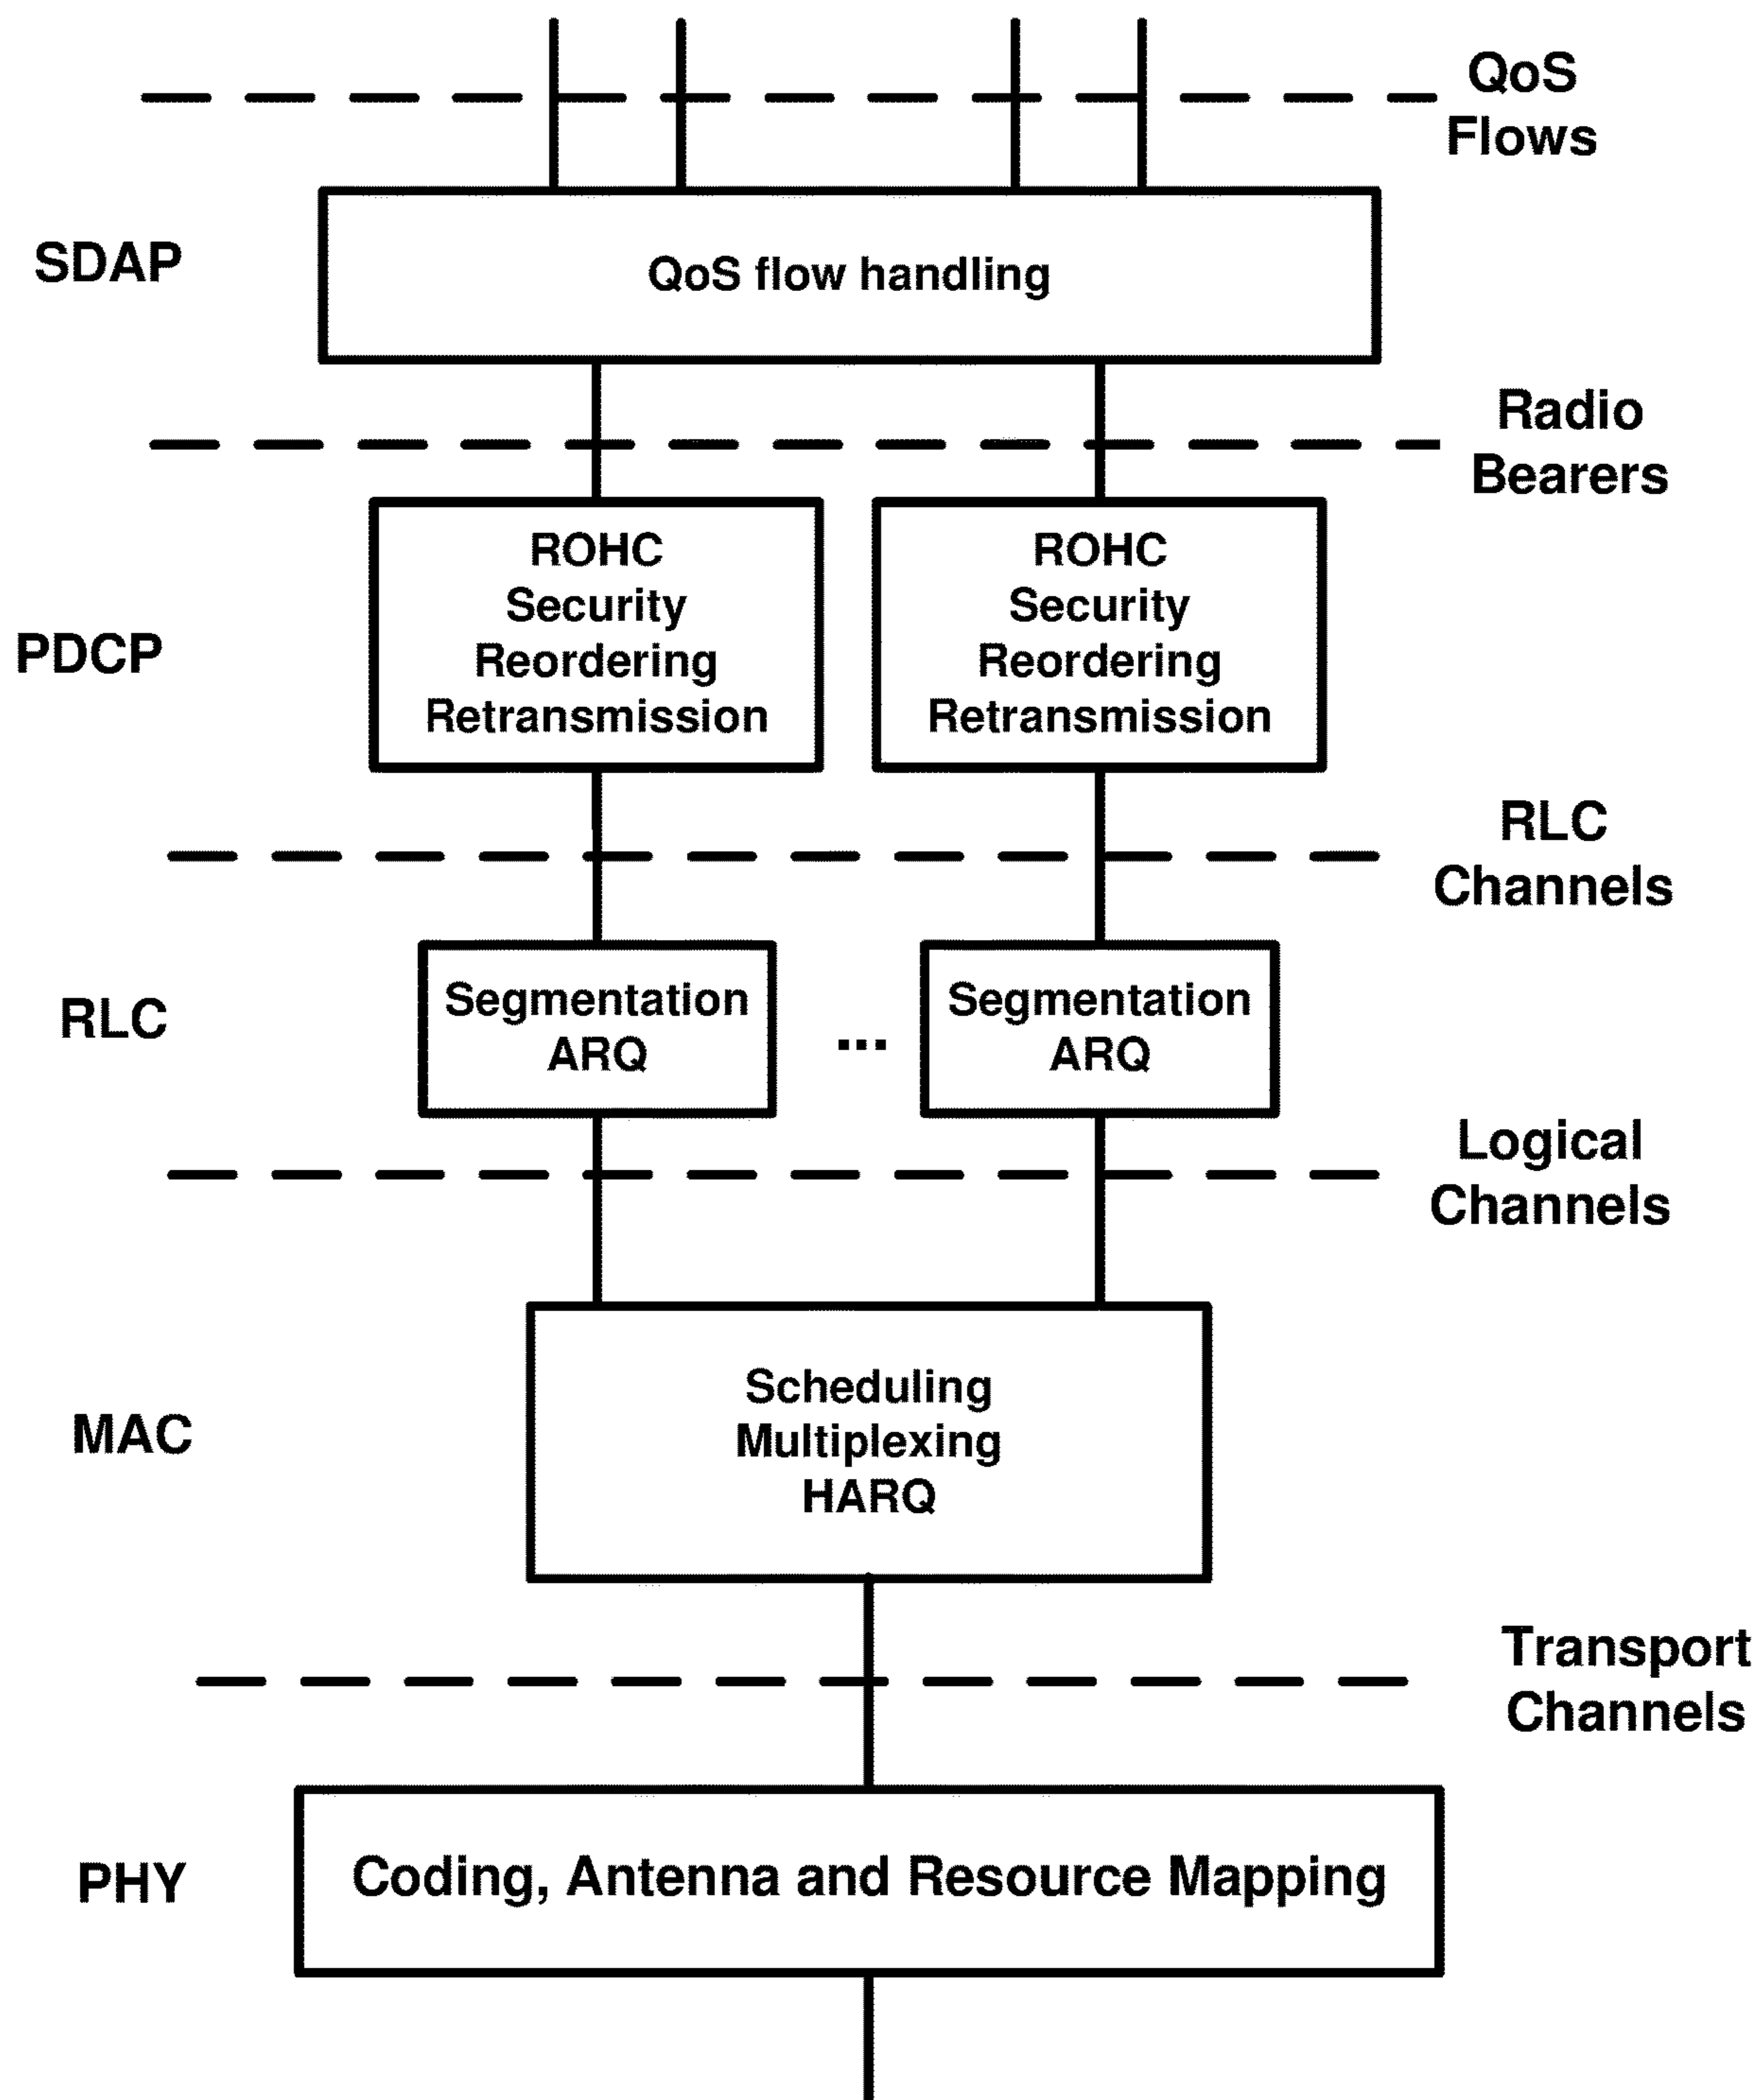 QoS
Flows
SDAP
QoS flow handling
Radio
Bearers
PDCP
ROHC
Security
Reordering
Retransmission
ROHC
Security
Reordering
Retransmission
RLC
Channels
RLC
Segmentation
ARQ
...
Segmentation
ARQ
Logical
Channels
MAC
Scheduling
Multiplexing
HARQ
Transport
Channels
PHY
Coding, Antenna and Resource Mapping